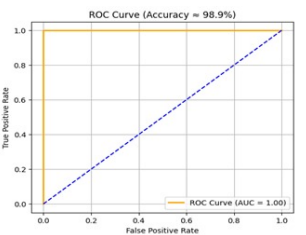 ROC Curve (Accuracy ≈ 98.9%)
True Positive Rate
1.0
0.8
0.6
0.4
0.2
0.0
ROC Curve (AUC = 1.00)
0.0 0.2 0.4 0.6 0.8 1.0
False Positive Rate